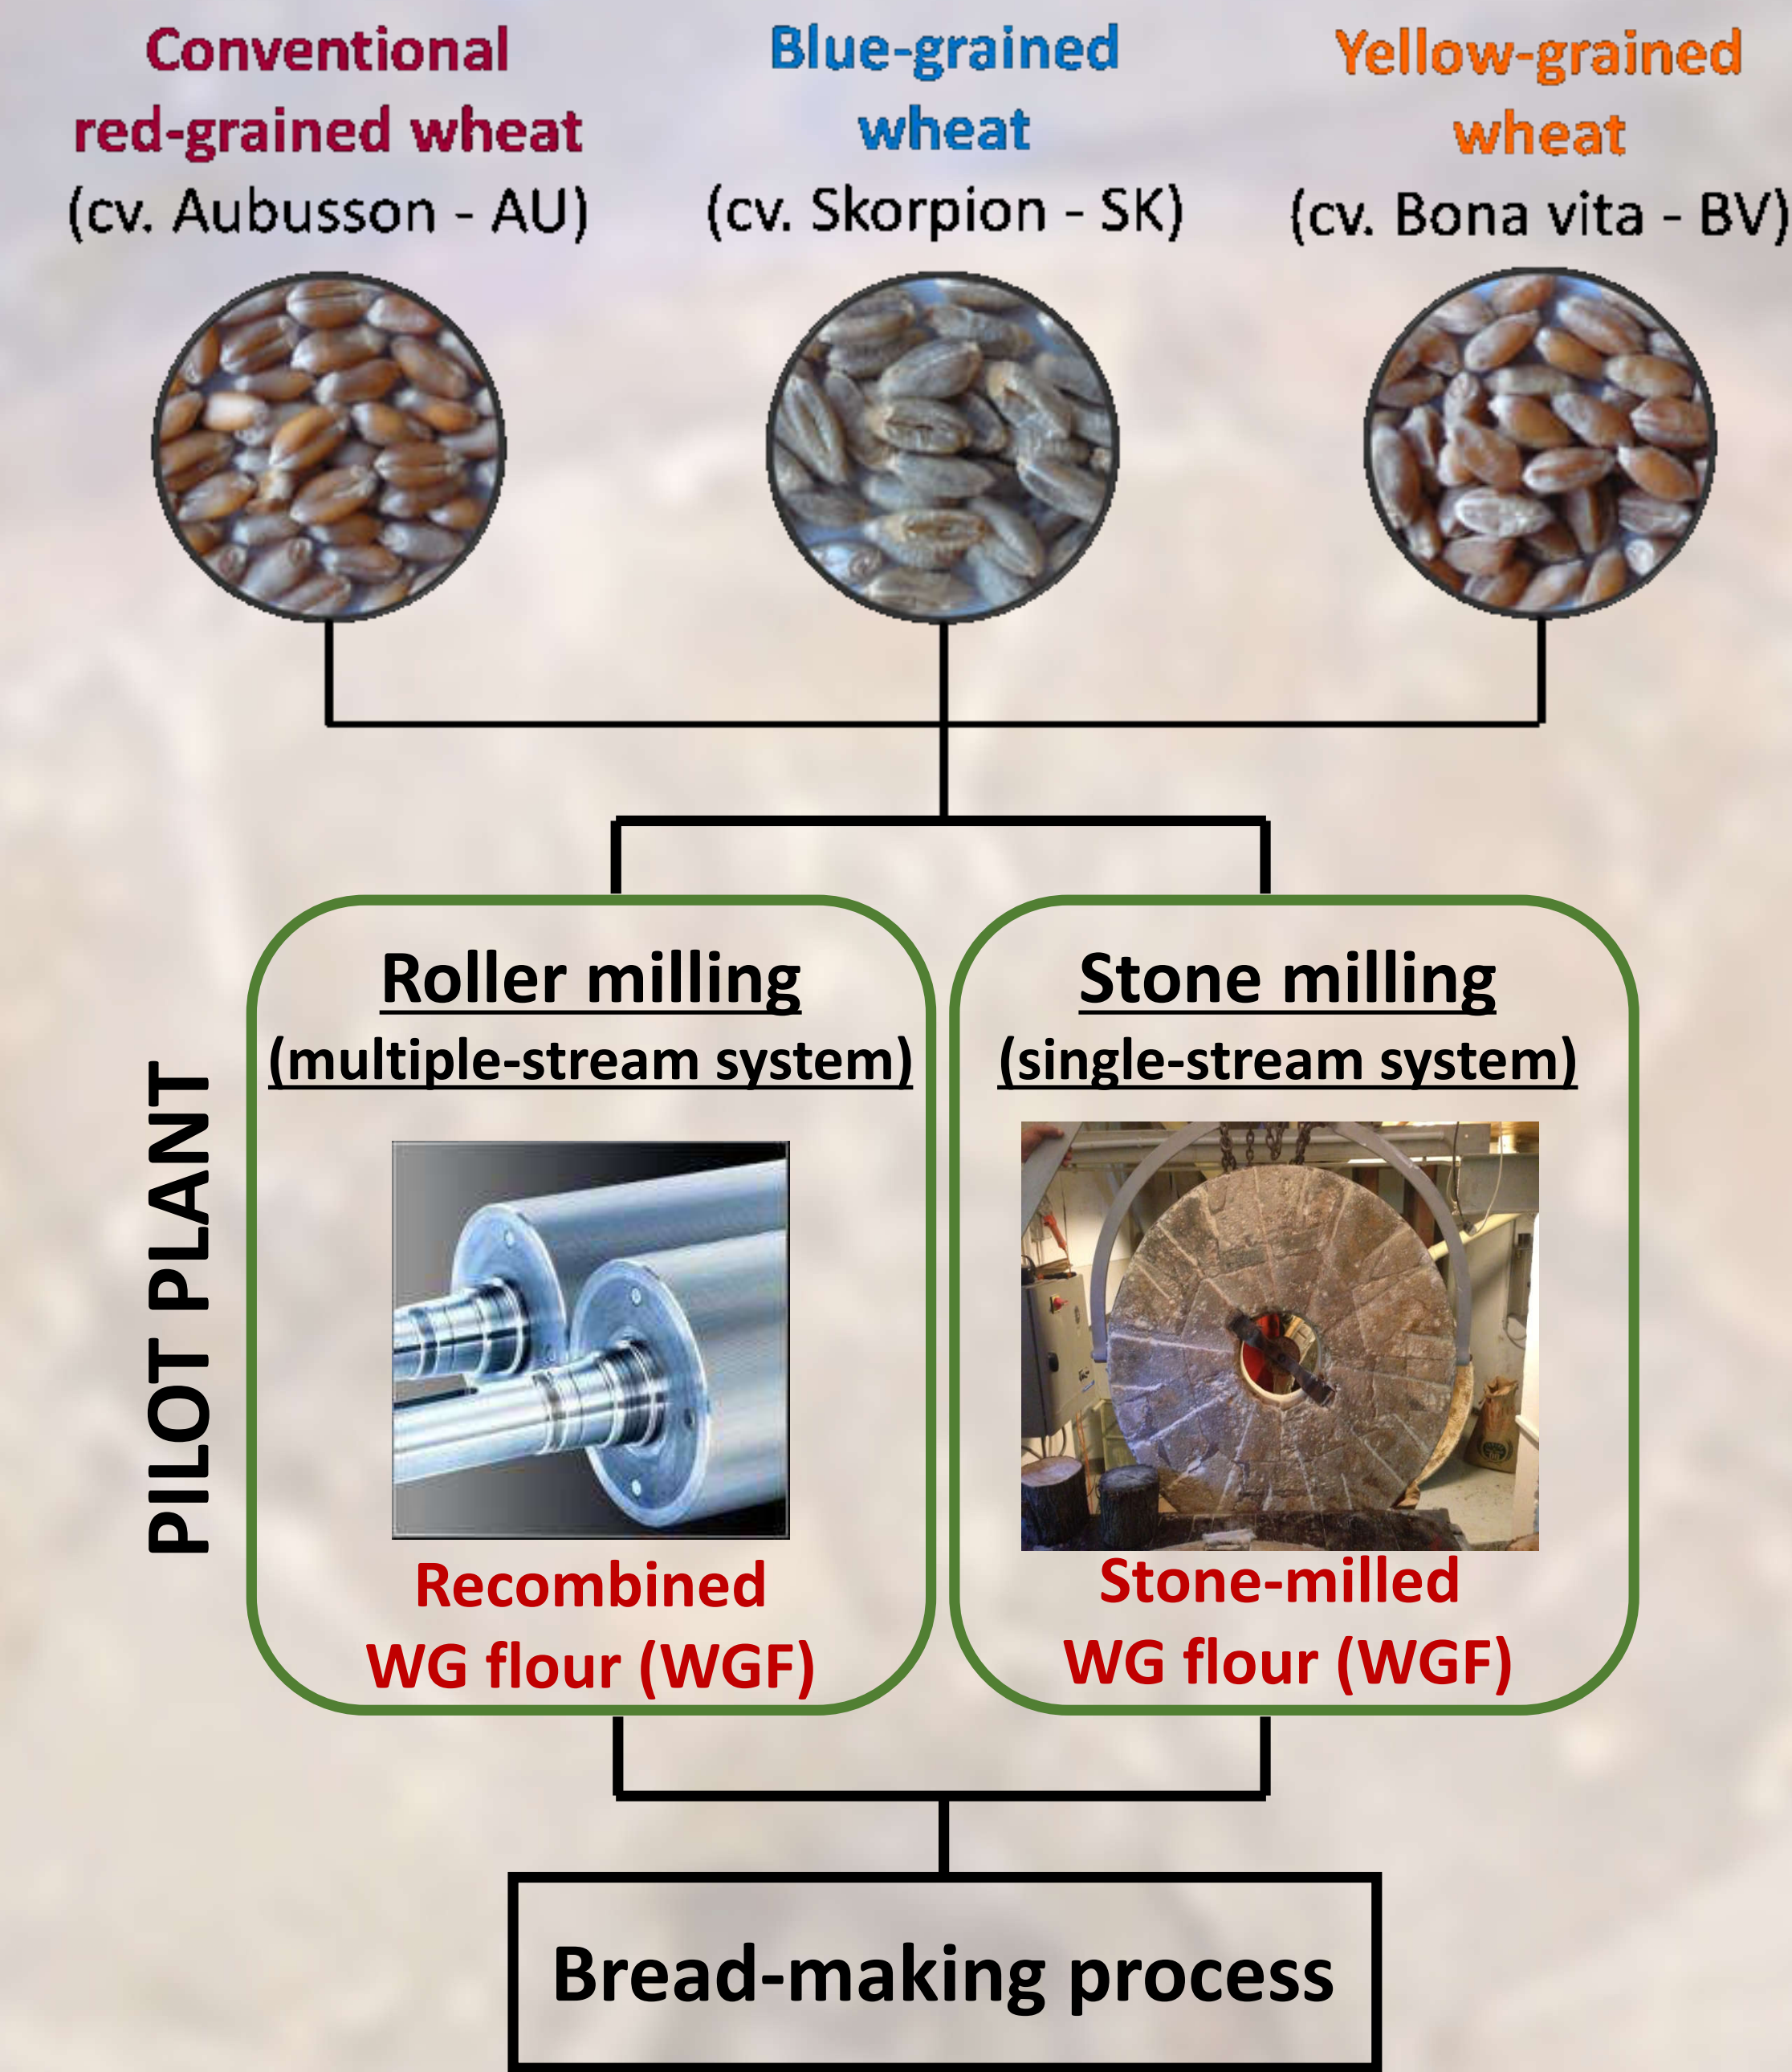 Conventional
red-grained wheat
(cv. Aubusson - AU)
Blue-grained
wheat
(cv. Skorpion - SK)
Yellow-grained
wheat
(cv. Bona vita - BV)
PILOT PLANT
Roller milling
(multiple-stream system)
Recombined
WG flour (WGF)
Stone milling
(single-stream system)
Stone-milled
WG flour (WGF)
Bread-making process